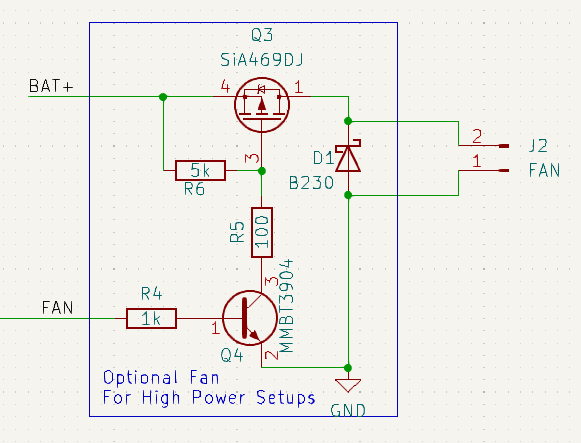 Q3
SiA469DJ
BAT+
4
1
2
J2
3
D1
1
FAN
5k
B230
R6
R5
100
MMBT3904
3
FAN
R4
1k
1
Q4
2
Optional Fan
For High Power Setups
GND